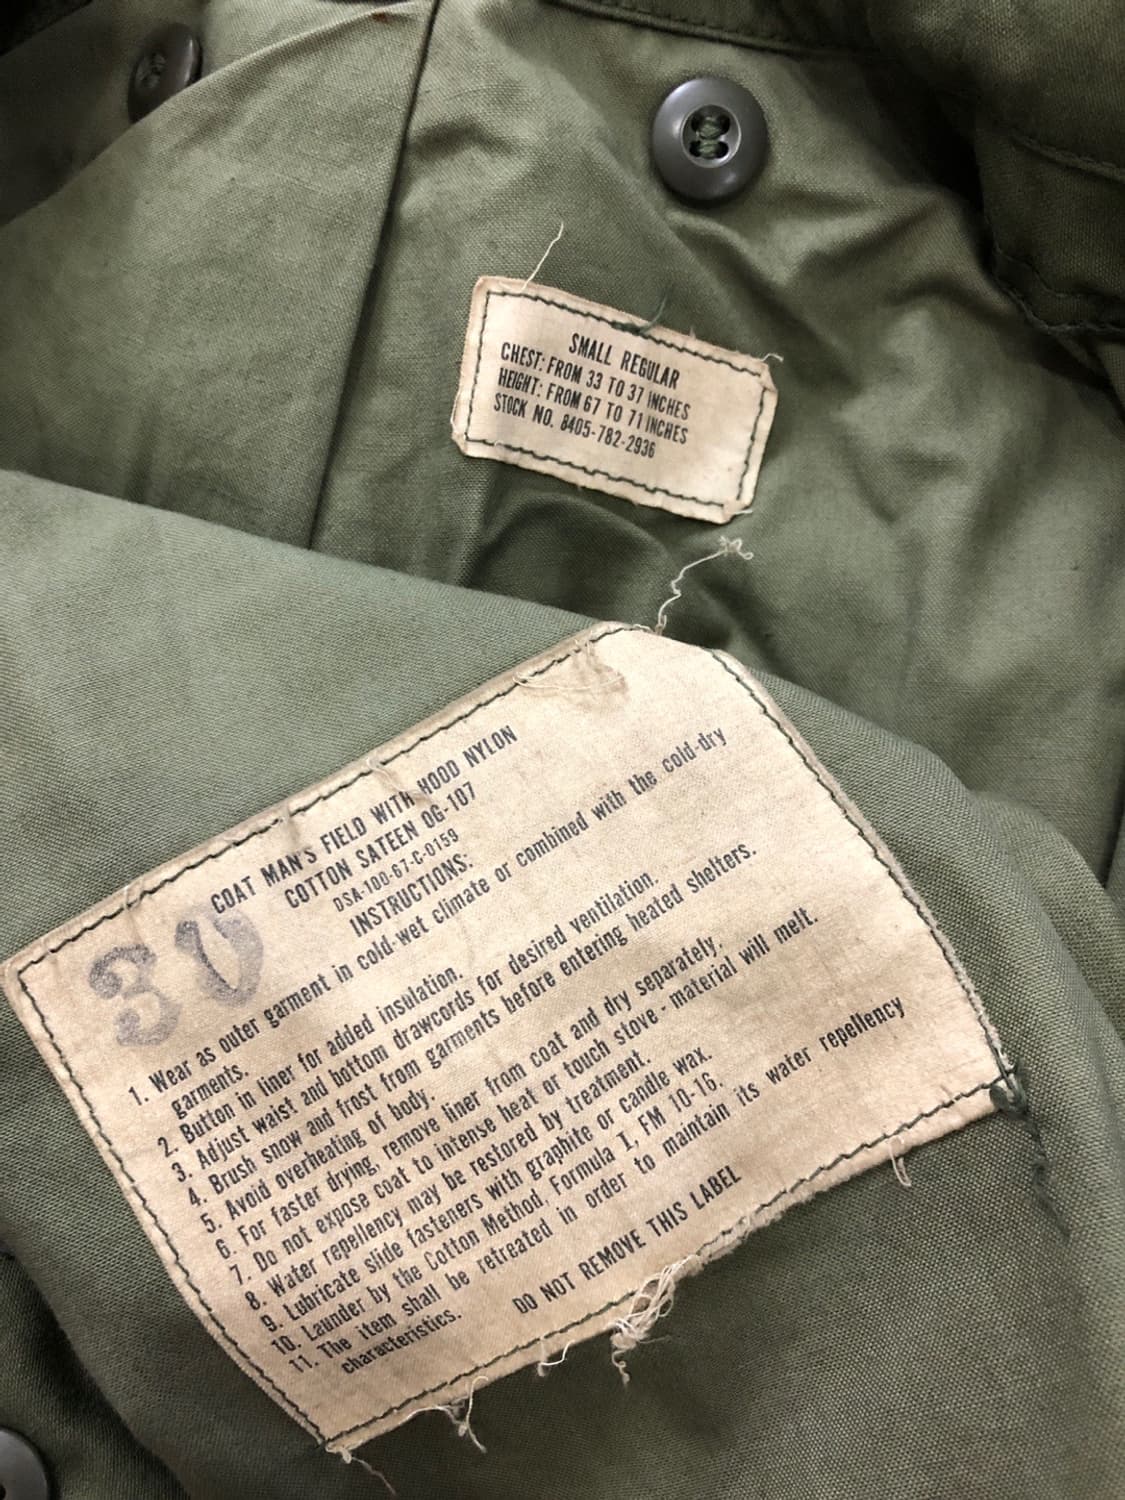 SMALL REGULAR
CHEST: FROM 33 TO 37 INCHES
HEIGHT: FROM 67 TO 71 INCHES
STOCK NO. 8405-782-2936
COAT MAN'S FIELD WITH HOOD NYLON
COTTON SATEEN OG-107
DSA-100-67-C-0159
INSTRUCTIONS:
30
1. Wear as outer garment in cold-wet climate or combined with the cold-dry
garments.
2. Button in liner for added insulation.
3. Adjust waist and bottom drawcords for desired ventilation.
4. Brush snow and frost from garments before entering heated shelters.
5. Avoid overheating of body.
6. For faster drying, remove liner from coat and dry separately.
7. Do not expose coat to intense heat or touch stove - material will melt.
8. Water repellency may be restored by treatment.
9. Lubricate slide fasteners with graphite or candle wax.
10. Launder by the Cotton Method, Formula I, FM 10-16.
11. The item shall be retreated in order to maintain its water repellency
characteristics.
DO NOT REMOVE THIS LABEL